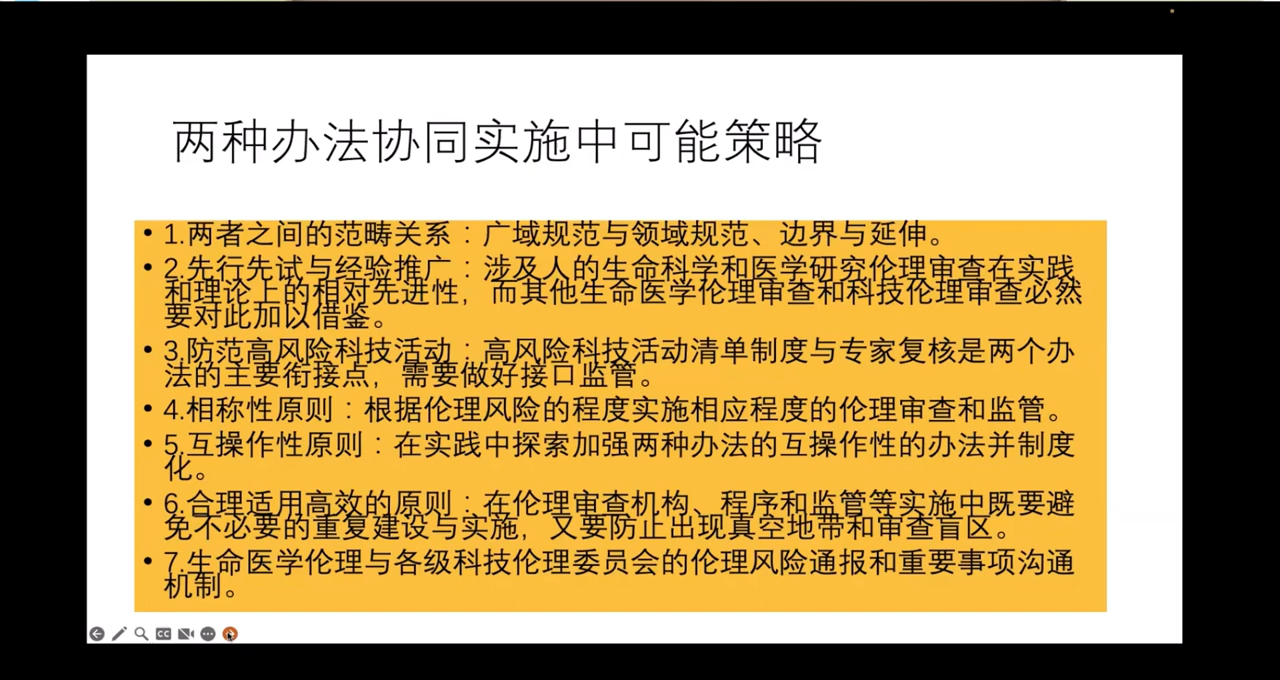 两种办法协同实施中可能策略
• 1.两者之间的范畴关系：广域规范与领域规范、边界与延伸。
• 2.先行先试与经验推广：涉及人的生命科学和医学研究伦理审查在实践
和理论上的相对先进性，而其他生命医学伦理审查和科技伦理审查必然
要对此加以借鉴。
• 3.防范高风险科技活动：高风险科技活动清单制度与专家复核是两个办
法的主要衔接点，需要做好接口监管。
• 4.相称性原则：根据伦理风险的程度实施相应程度的伦理审查和监管。
• 5.互操作性原则：在实践中探索加强两种办法的互操作性的办法并制度
化。
• 6.合理适用高效的原则：在伦理审查机构、程序和监管等实施中既要避
免不必要的重复建设与实施，又要防止出现真空地带和审查盲区。
• 7.生命医学伦理与各级科技伦理委员会的伦理风险通报和重要事项沟通
机制。
CC